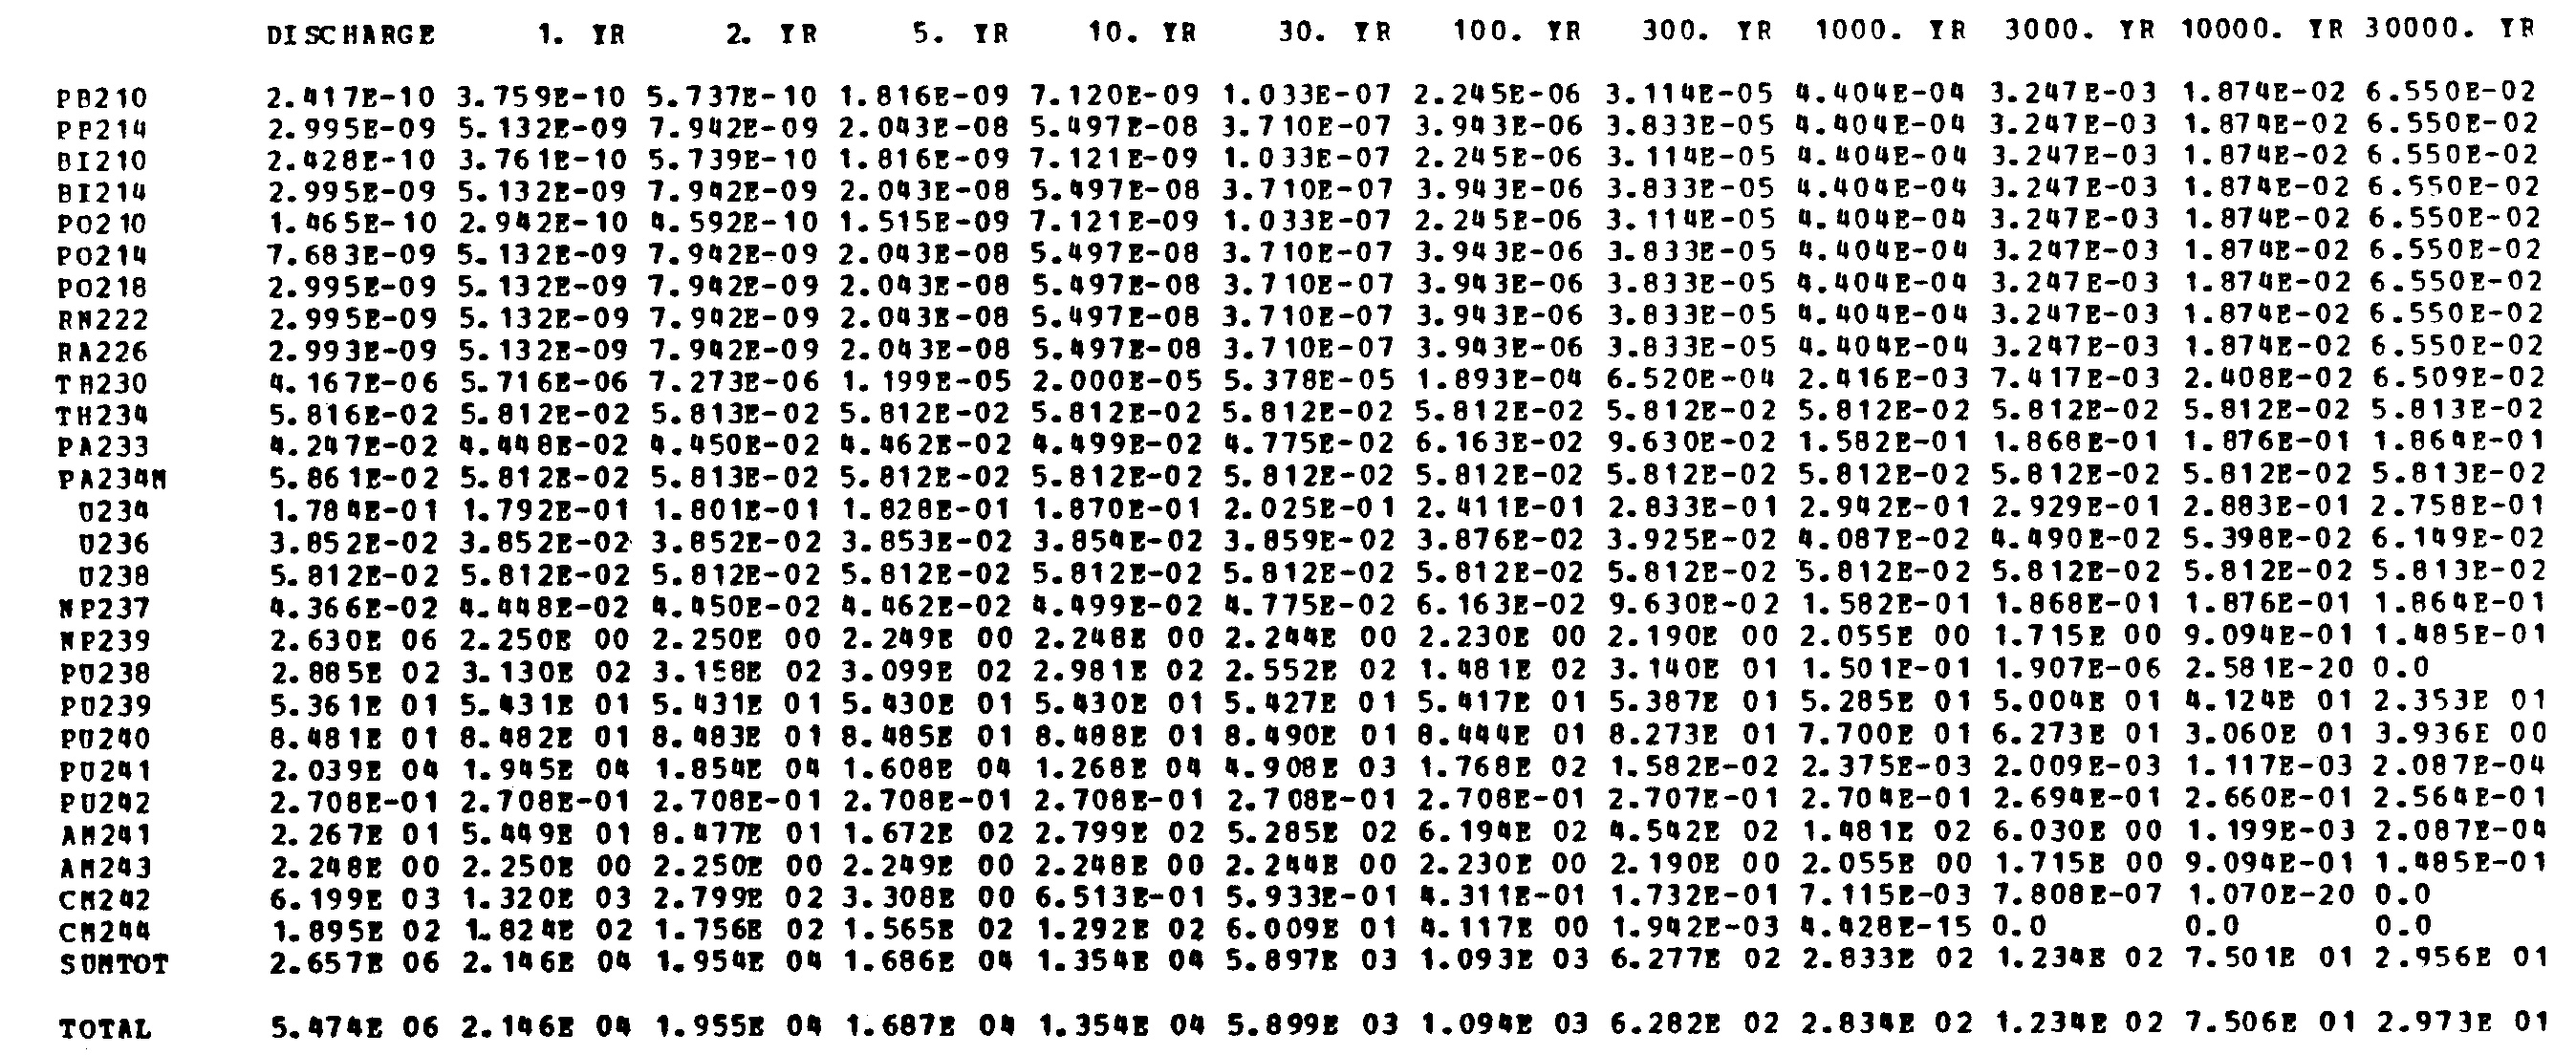 DISCHARGE 1. YR 2. YR 5. YR 10. YR 30. YR 100. YR 300. YR 1000. YR 3000. YR 10000. YR 30000. YR
PB210 2.417E-10 3.759E-10 5.737E-10 1.816E-09 7.120E-09 1.033E-07 2.245E-06 3.114E-05 4.404E-04 3.247E-03 1.874E-02 6.550E-02
PB214 2.995E-09 5.132E-09 7.942E-09 2.043E-08 5.497E-08 3.710E-07 3.943E-06 3.833E-05 4.404E-04 3.247E-03 1.874E-02 6.550E-02
BI210 2.428E-10 3.761E-10 5.739E-10 1.816E-09 7.121E-09 1.033E-07 2.245E-06 3.114E-05 4.404E-04 3.247E-03 1.874E-02 6.550E-02
BI214 2.995E-09 5.132E-09 7.942E-09 2.043E-08 5.497E-08 3.710E-07 3.943E-06 3.833E-05 4.404E-04 3.247E-03 1.874E-02 6.550E-02
PO210 1.465E-10 2.942E-10 4.592E-10 1.515E-09 7.121E-09 1.033E-07 2.245E-06 3.114E-05 4.404E-04 3.247E-03 1.874E-02 6.550E-02
PO214 7.683E-09 5.132E-09 7.942E-09 2.043E-08 5.497E-08 3.710E-07 3.943E-06 3.833E-05 4.404E-04 3.247E-03 1.874E-02 6.550E-02
PO218 2.995E-09 5.132E-09 7.942E-09 2.043E-08 5.497E-08 3.710E-07 3.943E-06 3.833E-05 4.404E-04 3.247E-03 1.874E-02 6.550E-02
RN222 2.995E-09 5.132E-09 7.942E-09 2.043E-08 5.497E-08 3.710E-07 3.943E-06 3.833E-05 4.404E-04 3.247E-03 1.874E-02 6.550E-02
RA226 2.993E-09 5.132E-09 7.942E-09 2.043E-08 5.497E-08 3.710E-07 3.943E-06 3.833E-05 4.404E-04 3.247E-03 1.874E-02 6.550E-02
TH230 4.167E-06 5.716E-06 7.273E-06 1.199E-05 2.000E-05 5.378E-05 1.893E-04 6.520E-04 2.416E-03 7.417E-03 2.408E-02 6.509E-02
TH234 5.816E-02 5.812E-02 5.813E-02 5.812E-02 5.812E-02 5.812E-02 5.812E-02 5.812E-02 5.812E-02 5.812E-02 5.812E-02 5.813E-02
PA233 4.247E-02 4.448E-02 4.450E-02 4.462E-02 4.499E-02 4.775E-02 6.163E-02 9.630E-02 1.582E-01 1.868E-01 1.876E-01 1.864E-01
PA234M 5.861E-02 5.812E-02 5.813E-02 5.812E-02 5.812E-02 5.812E-02 5.812E-02 5.812E-02 5.812E-02 5.812E-02 5.812E-02 5.813E-02
U234 1.784E-01 1.792E-01 1.801E-01 1.828E-01 1.870E-01 2.025E-01 2.411E-01 2.833E-01 2.942E-01 2.929E-01 2.883E-01 2.758E-01
U236 3.852E-02 3.852E-02 3.852E-02 3.853E-02 3.854E-02 3.859E-02 3.876E-02 3.925E-02 4.087E-02 4.490E-02 5.398E-02 6.149E-02
U238 5.812E-02 5.812E-02 5.812E-02 5.812E-02 5.812E-02 5.812E-02 5.812E-02 5.812E-02 5.812E-02 5.812E-02 5.812E-02 5.813E-02
NP237 4.366E-02 4.448E-02 4.450E-02 4.462E-02 4.499E-02 4.775E-02 6.163E-02 9.630E-02 1.582E-01 1.868E-01 1.876E-01 1.864E-01
NP239 2.630E 06 2.250E 00 2.250E 00 2.249E 00 2.248E 00 2.244E 00 2.230E 00 2.190E 00 2.055E 00 1.715E 00 9.094E-01 1.485E-01
PU238 2.885E 02 3.130E 02 3.158E 02 3.099E 02 2.981E 02 2.552E 02 1.481E 02 3.140E 01 1.501E-01 1.907E-06 2.581E-20 0.0
PU239 5.361E 01 5.431E 01 5.431E 01 5.430E 01 5.430E 01 5.427E 01 5.417E 01 5.387E 01 5.285E 01 5.004E 01 4.124E 01 2.353E 01
PU240 8.481E 01 8.482E 01 8.483E 01 8.485E 01 8.488E 01 8.490E 01 8.444E 01 8.273E 01 7.700E 01 6.273E 01 3.060E 01 3.936E 00
PU241 2.039E 04 1.945E 04 1.854E 04 1.608E 04 1.268E 04 4.908E 03 1.768E 02 1.582E-02 2.375E-03 2.009E-03 1.117E-03 2.087E-04
PU242 2.708E-01 2.708E-01 2.708E-01 2.708E-01 2.708E-01 2.708E-01 2.708E-01 2.707E-01 2.704E-01 2.694E-01 2.660E-01 2.564E-01
AM241 2.267E 01 5.449E 01 8.477E 01 1.672E 02 2.799E 02 5.285E 02 6.194E 02 4.542E 02 1.481E 02 6.030E 00 1.199E-03 2.087E-04
AM243 2.248E 00 2.250E 00 2.250E 00 2.249E 00 2.248E 00 2.244E 00 2.230E 00 2.190E 00 2.055E 00 1.715E 00 9.094E-01 1.485E-01
CM242 6.199E 03 1.320E 03 2.799E 02 3.308E 00 6.513E-01 5.933E-01 4.311E-01 1.732E-01 7.115E-03 7.808E-07 1.070E-20 0.0
CM244 1.895E 02 1.824E 02 1.756E 02 1.565E 02 1.292E 02 6.009E 01 4.117E 00 1.942E-03 4.428E-15 0.0 0.0 0.0
SUMTOT 2.657E 06 2.146E 04 1.954E 04 1.686E 04 1.354E 04 5.897E 03 1.093E 03 6.277E 02 2.833E 02 1.234E 02 7.501E 01 2.956E 01
TOTAL 5.474E 06 2.146E 04 1.955E 04 1.687E 04 1.354E 04 5.899E 03 1.094E 03 6.282E 02 2.834E 02 1.234E 02 7.506E 01 2.973E 01